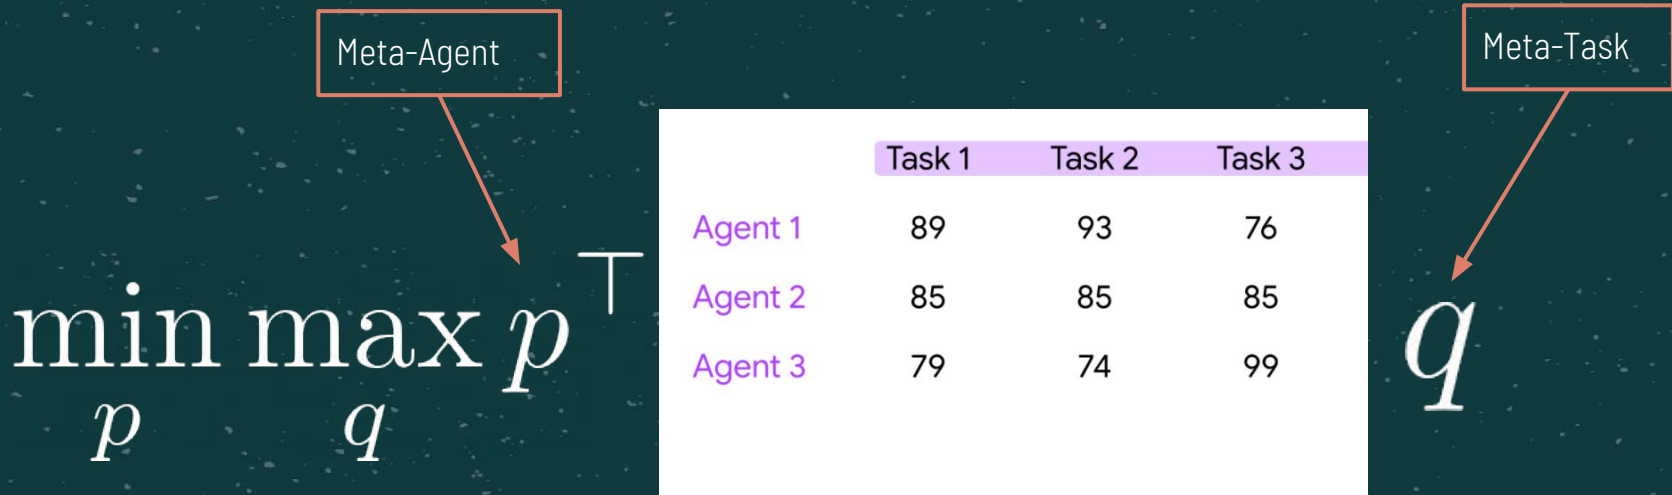 Meta-Agent
Meta-Task
Task 1 Task 2 Task 3
Agent 1 89 93 76
Agent 2 85 85 85
Agent 3 79 74 99
min max p⊤ q
p q